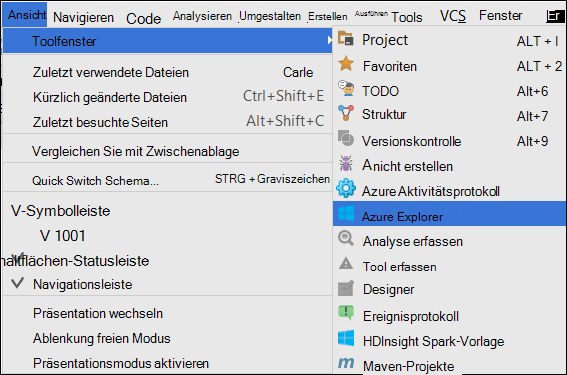 Ansicht Navigieren Code Analysieren Umgestalten Erstellen Ausführen Tools VCS Fenster Er
Toolfenster
Zuletzt verwendete Dateien Carle
Kürzlich geänderte Dateien Ctrl+Shift+E
Zuletzt besuchte Seiten Alt+Shift+C
Vergleichen Sie mit Zwischenablage
Quick Switch Schema... STRG +Graviszeichen
V-Symbolleiste
V 1001
nalflächen-Statusleiste
Navigationsleiste
Präsentation wechseln
Ablenkung freien Modus
Präsentationsmodus aktivieren
Project ALT + I
Favoriten ALT + 2
TODO Alt+6
Struktur Alt+7
Versionskontrolle Alt+9
Anicht erstellen
Azure Aktivitätsprotokoll
Azure Explorer
Analyse erfassen
Tool erfassen
Designer
Ereignisprotokoll
HDInsight Spark-Vorlage
Maven-Projekte